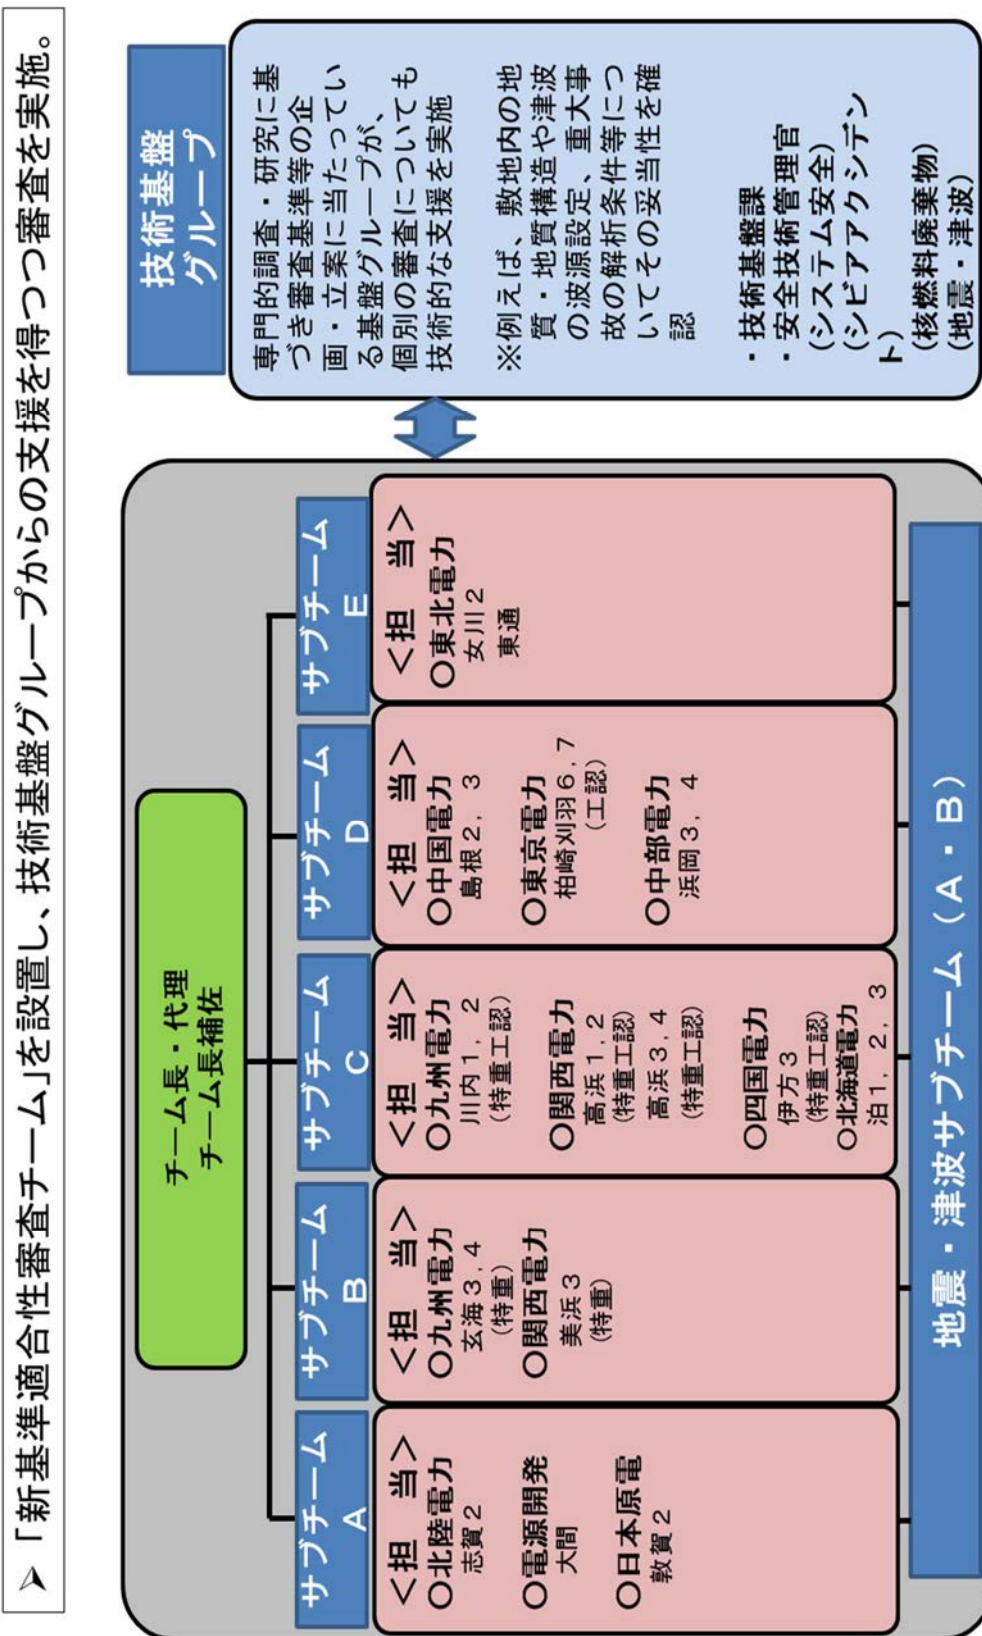 ➢ 「新基準適合性審査チーム」を設置し、技術基盤グループからの支援を得つつ審査を実施。
チーム長・代理
チーム長補佐
サブチーム
A
<担　当>
○北陸電力
志賀２
○電源開発
大間
○日本原電
敦賀２
サブチーム
B
<担　当>
○九州電力
玄海３，４
（特重）
○関西電力
美浜３
（特重）
サブチーム
C
<担　当>
○九州電力
川内１，２
（特重工認）
○関西電力
高浜１，２
（特重工認）
高浜３，４
（特重工認）
○四国電力
伊方３
（特重工認）
○北海道電力
泊１，２，３
サブチーム
D
<担　当>
○中国電力
島根２，３
○東京電力
柏崎刈羽６，７
（工認）
○中部電力
浜岡３，４
サブチーム
E
<担　当>
○東北電力
女川２
東通
地震・津波サブチーム（A・B）
技術基盤
グループ
専門的調査・研究に基
づき審査基準等の企
画・立案に当たってい
る基盤グループが、
個別の審査についても
技術的な支援を実施
※例えば、敷地内の地
質・地質構造や津波
の波源設定、重大事
故の解析条件等につ
いてその妥当性を確
認
・技術基盤課
・安全技術管理官
（システム安全）
（シビアアクシデン
ト）
（核燃料廃棄物）
（地震・津波）